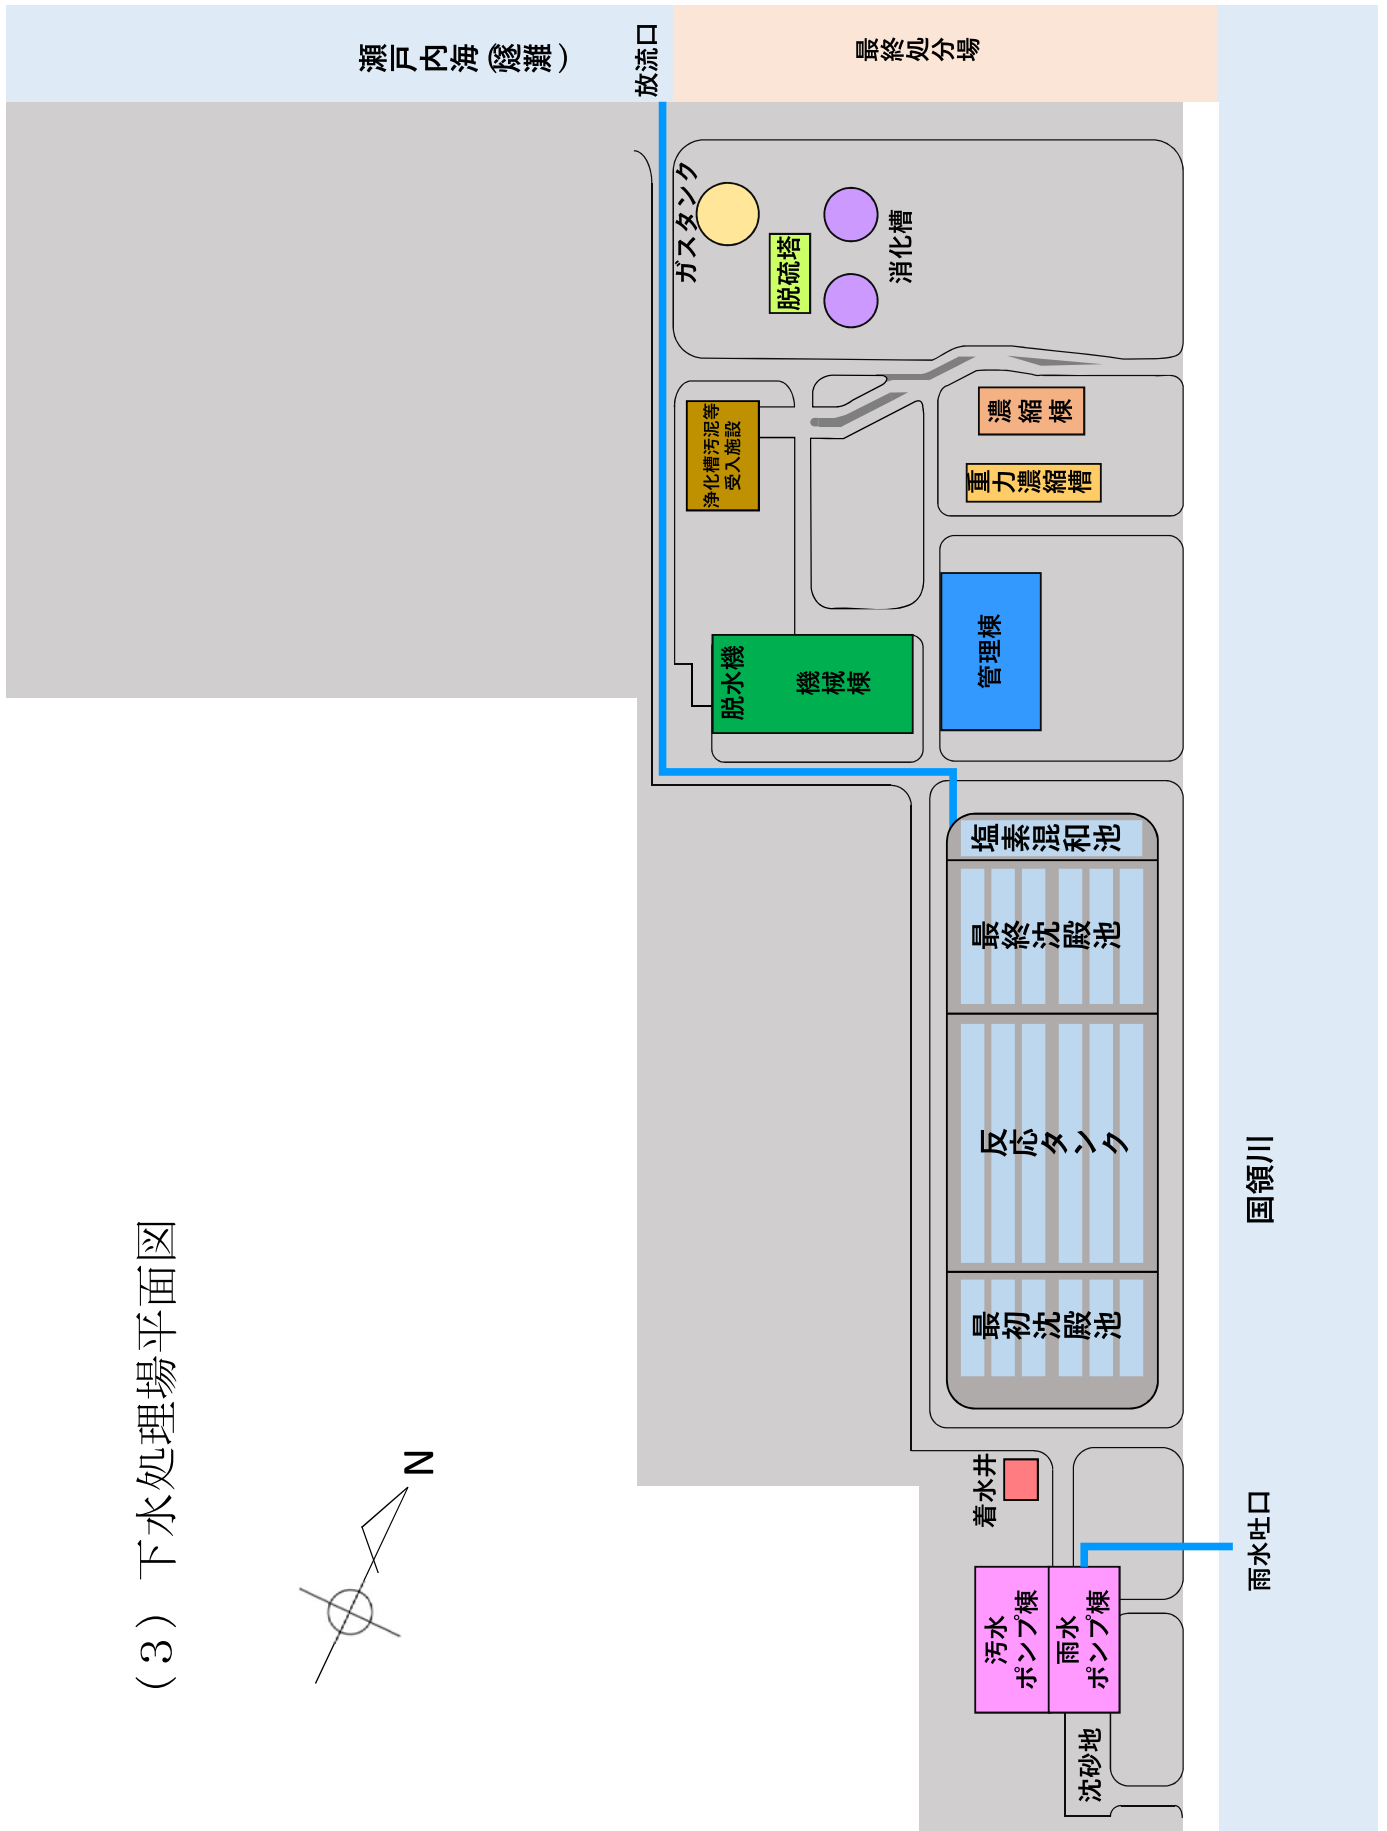 (3) 下水処理場平面図
N
瀬戸内海(燧灘)
放流口
最終処分場
ガスタンク
脱硫塔
消化槽
浄化槽汚泥等
受入施設
濃縮棟
重力濃縮槽
脱水機
機械棟
管理棟
塩素混和池
最終沈殿池
反応タンク
最初沈殿池
国領川
着水井
雨水吐口
汚水
ポンプ棟
雨水
ポンプ棟
沈砂地